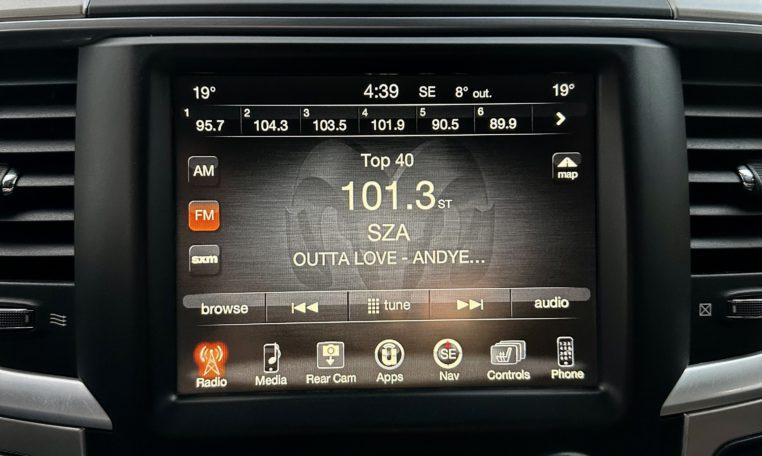 19° 4:39 SE 8° out. 19°
1 95.7 2 104.3 3 103.5 4 101.9 5 90.5 6 89.9
Top 40
AM
map
101.3 ST
FM
SZA
OUTTA LOVE - ANDYE...
sxm
browse tune audio
Radio Media Rear Cam Apps SE Nav Controls Phone